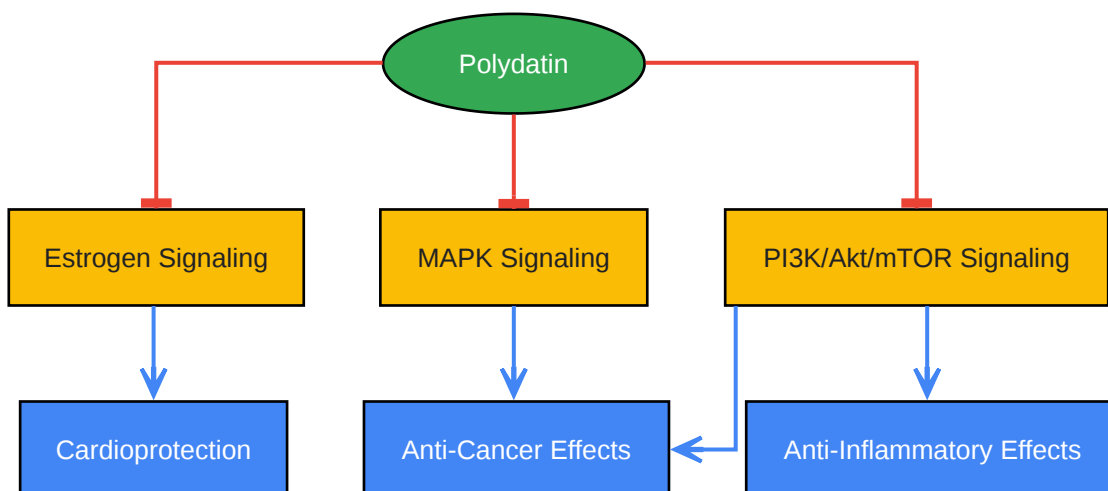 Polydatin
Estrogen Signaling
MAPK Signaling
PI3K/Akt/mTOR Signaling
Cardioprotection
Anti-Cancer Effects
Anti-Inflammatory Effects